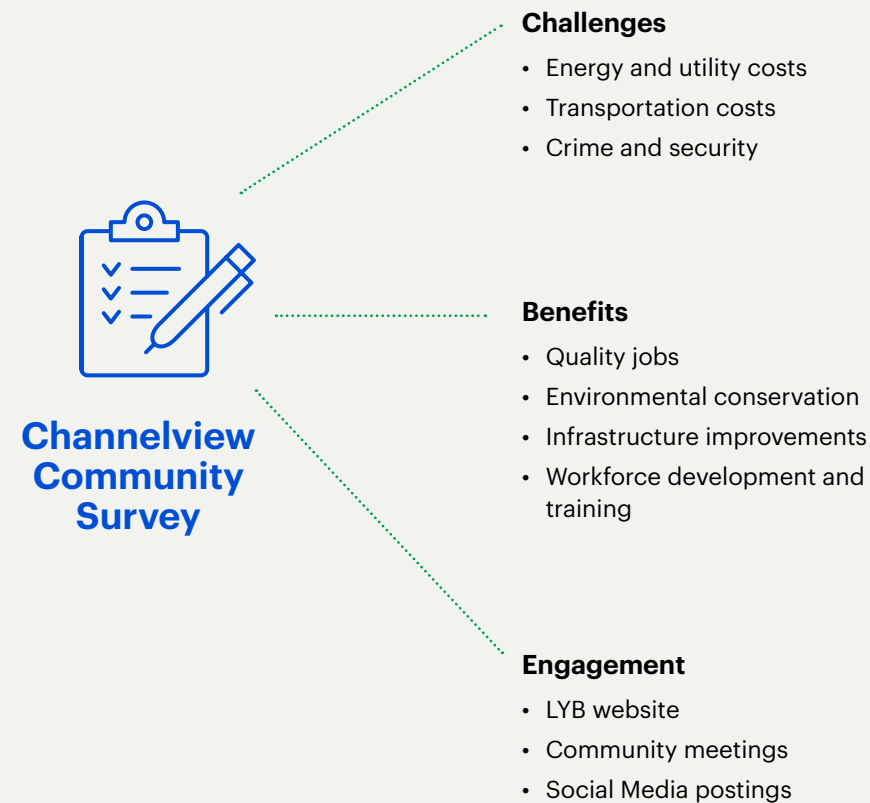 Channelview
Community
Survey
Challenges
• Energy and utility costs
• Transportation costs
• Crime and security
Benefits
• Quality jobs
• Environmental conservation
• Infrastructure improvements
• Workforce development and
training
Engagement
• LYB website
• Community meetings
• Social Media postings